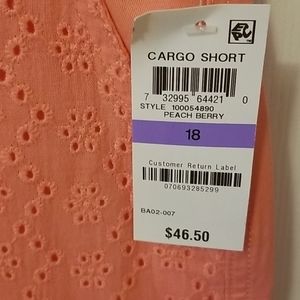 CARGO SHORT
7 32995 64421 0
STYLE 100054890
PEACH BERRY
18
Customer Return Label
070693285299
BA02-007
$46.50